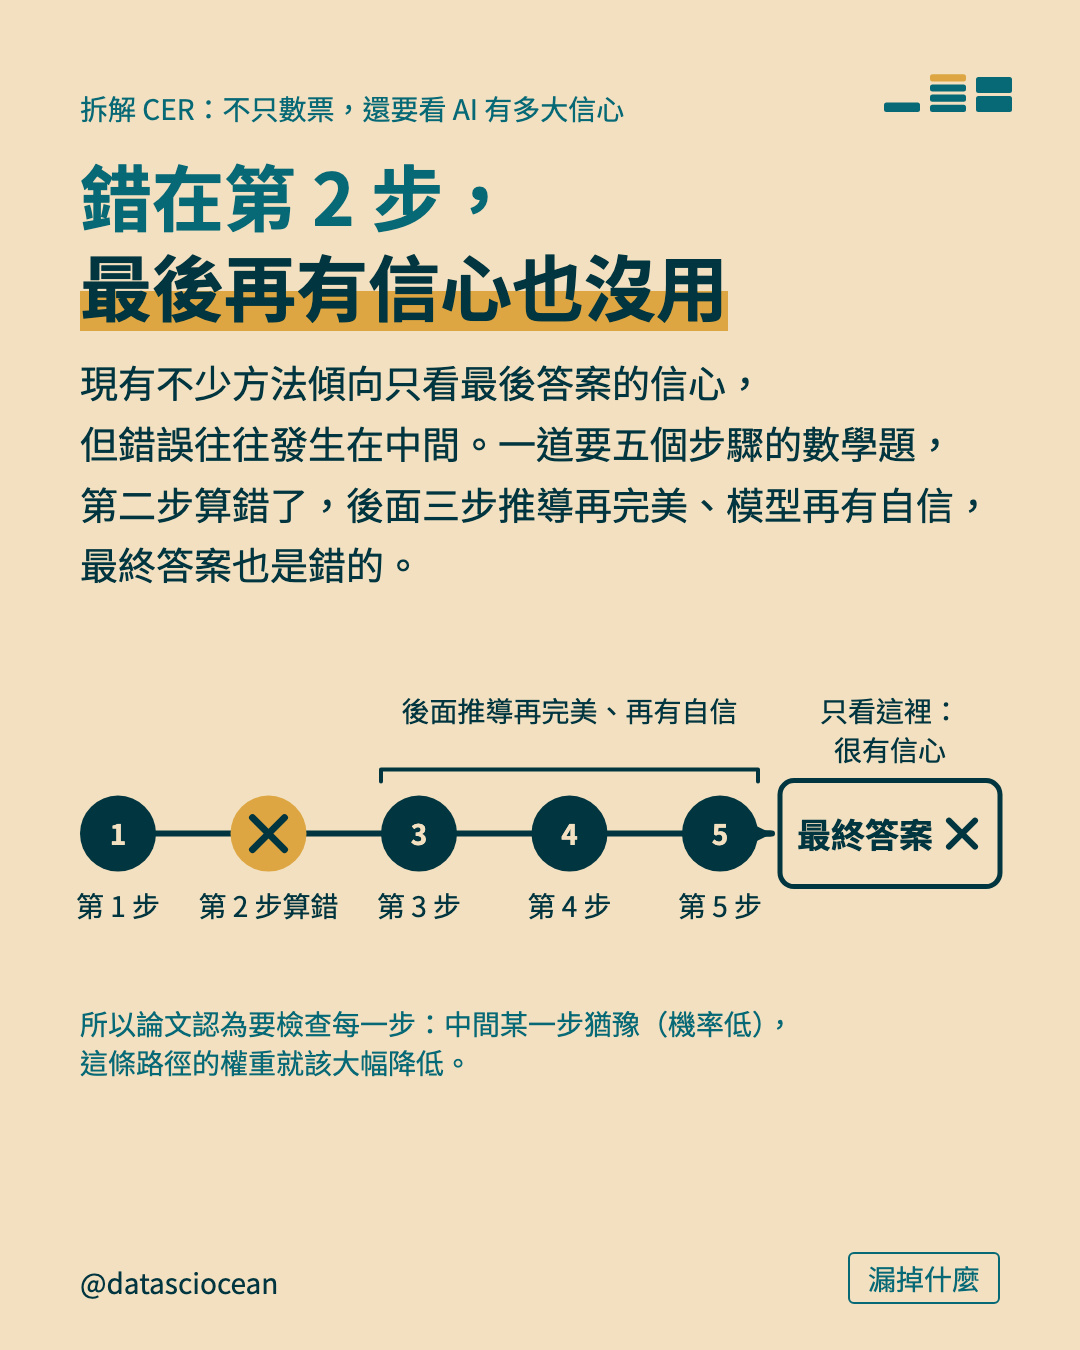 拆解 CER：不只數票，還要看 AI 有多大信心
錯在第 2 步，
最後再有信心也沒用
現有不少方法傾向只看最後答案的信心，
但錯誤往往發生在中間。一道要五個步驟的數學題，
第二步算錯了，後面三步推導再完美、模型再有自信，
最終答案也是錯的。
後面推導再完美、再有自信
只看這裡：
很有信心
1
3
4
5
最終答案
第 1 步
第 2 步算錯
第 3 步
第 4 步
第 5 步
所以論文認為要檢查每一步：中間某一步猶豫（機率低），
這條路徑的權重就該大幅降低。
@datasciocean
漏掉什麼